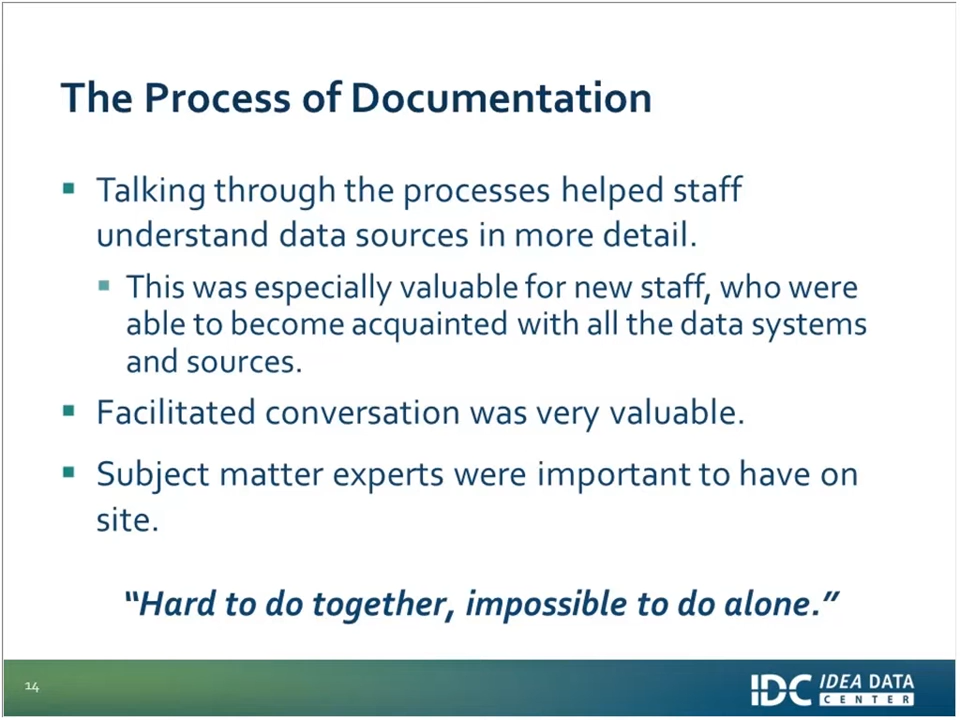 The Process of Documentation
▪ Talking through the processes helped staff
understand data sources in more detail.
▪ This was especially valuable for new staff, who were
able to become acquainted with all the data systems
and sources.
▪ Facilitated conversation was very valuable.
▪ Subject matter experts were important to have on
site.
“Hard to do together, impossible to do alone.”
14
IDC IDEA DATA
CENTER